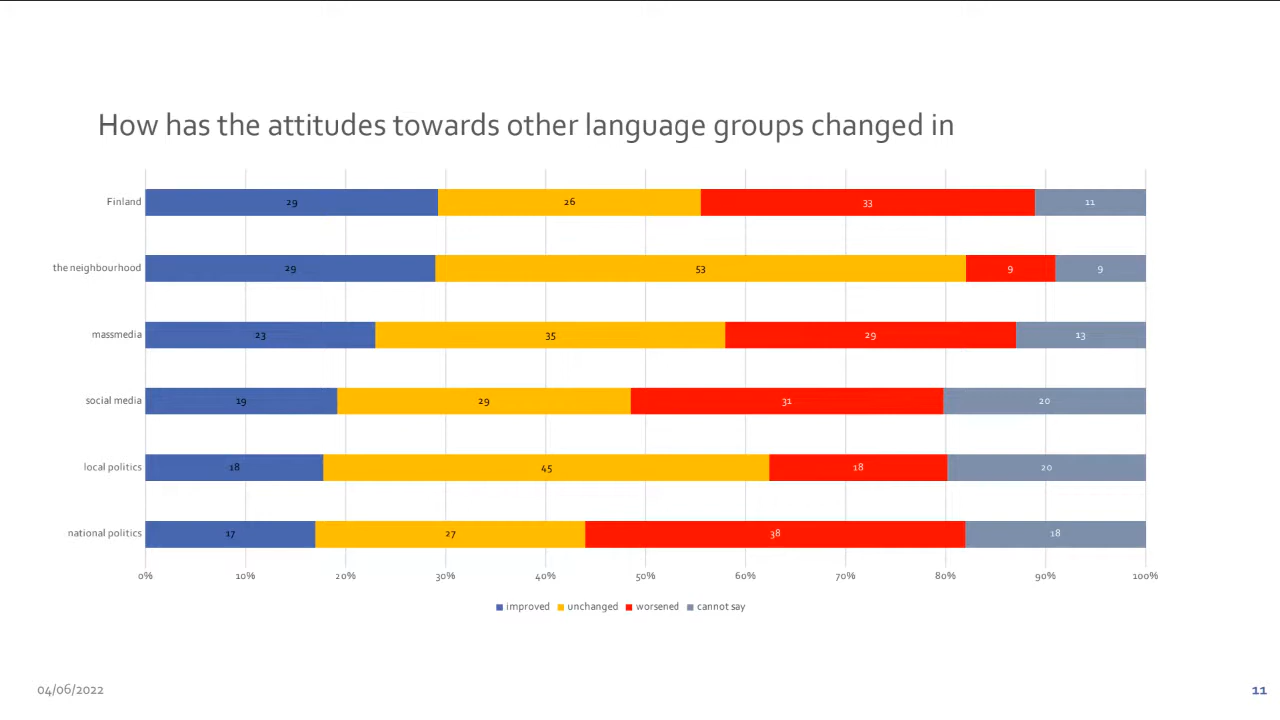 How has the attitudes towards other language groups changed in
Finland 29 26 33 11
the neighbourhood 29 53 9 9
massmedia 23 35 29 13
social media 19 29 31 20
local politics 18 45 18 20
national politics 17 27 38 18
0% 10% 20% 30% 40% 50% 60% 70% 80% 90% 100%
improved unchanged worsened cannot say
04/06/2022 11